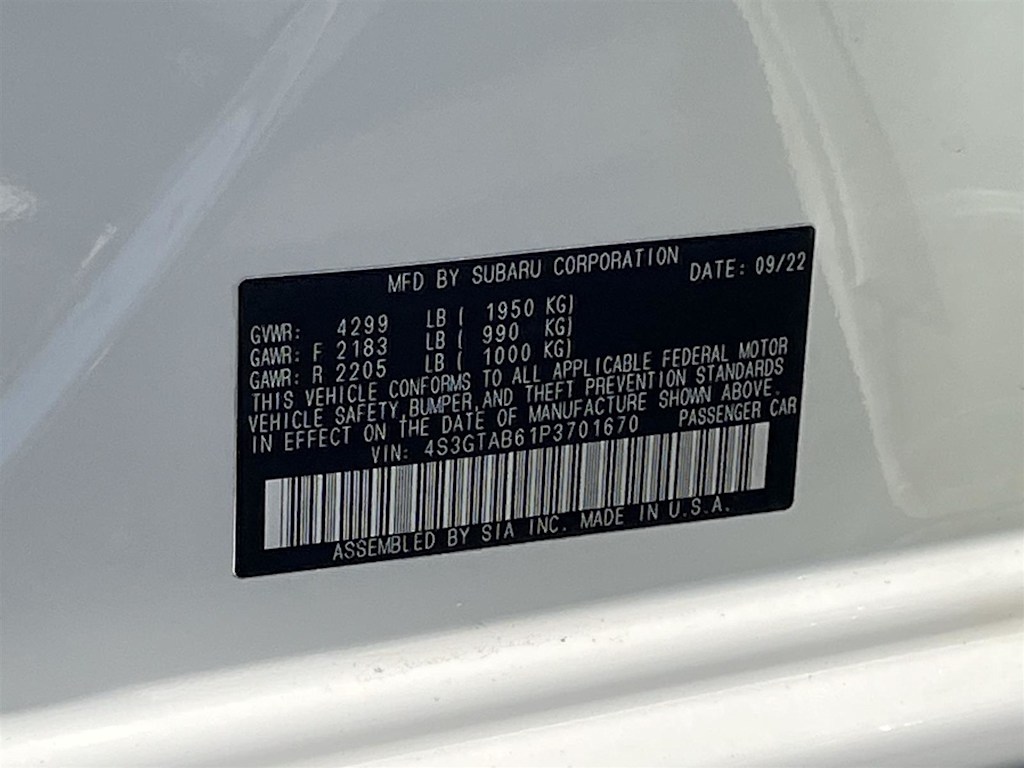 MFD BY SUBARU CORPORATION DATE: 09/22
GVWR: 4299 LB ( 1950 KG)
GAWR: F 2183 LB ( 990 KG)
GAWR: R 2205 LB ( 1000 KG)
THIS VEHICLE CONFORMS TO ALL APPLICABLE FEDERAL MOTOR
VEHICLE SAFETY, BUMPER, AND THEFT PREVENTION STANDARDS
IN EFFECT ON THE DATE OF MANUFACTURE SHOWN ABOVE.
VIN: 4S3GTAB61P3701670 PASSENGER CAR
ASSEMBLED BY SIA INC. MADE IN U.S.A.